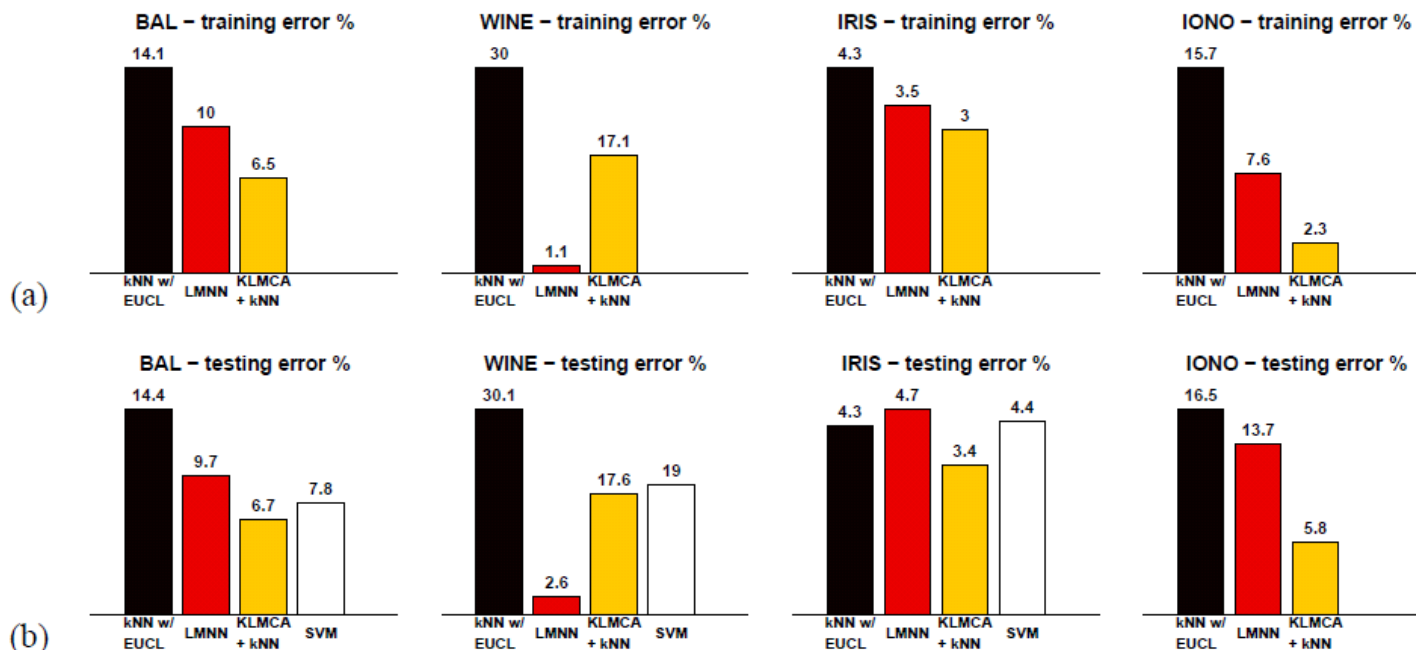 BAL – training error %
14.1
10
6.5
kNN w/ EUCL
LMNN
KLMCA + kNN
WINE – training error %
30
1.1
17.1
kNN w/ EUCL
LMNN
KLMCA + kNN
IRIS – training error %
4.3
3.5
3
kNN w/ EUCL
LMNN
KLMCA + kNN
IONO – training error %
15.7
7.6
2.3
kNN w/ EUCL
LMNN
KLMCA + kNN
(a)
BAL – testing error %
14.4
9.7
6.7
7.8
kNN w/ EUCL
LMNN
KLMCA + kNN
SVM
WINE – testing error %
30.1
2.6
17.6
19
kNN w/ EUCL
LMNN
KLMCA + kNN
SVM
IRIS – testing error %
4.3
4.7
3.4
4.4
kNN w/ EUCL
LMNN
KLMCA + kNN
SVM
IONO – testing error %
16.5
13.7
5.8
kNN w/ EUCL
LMNN
KLMCA + kNN
(b)